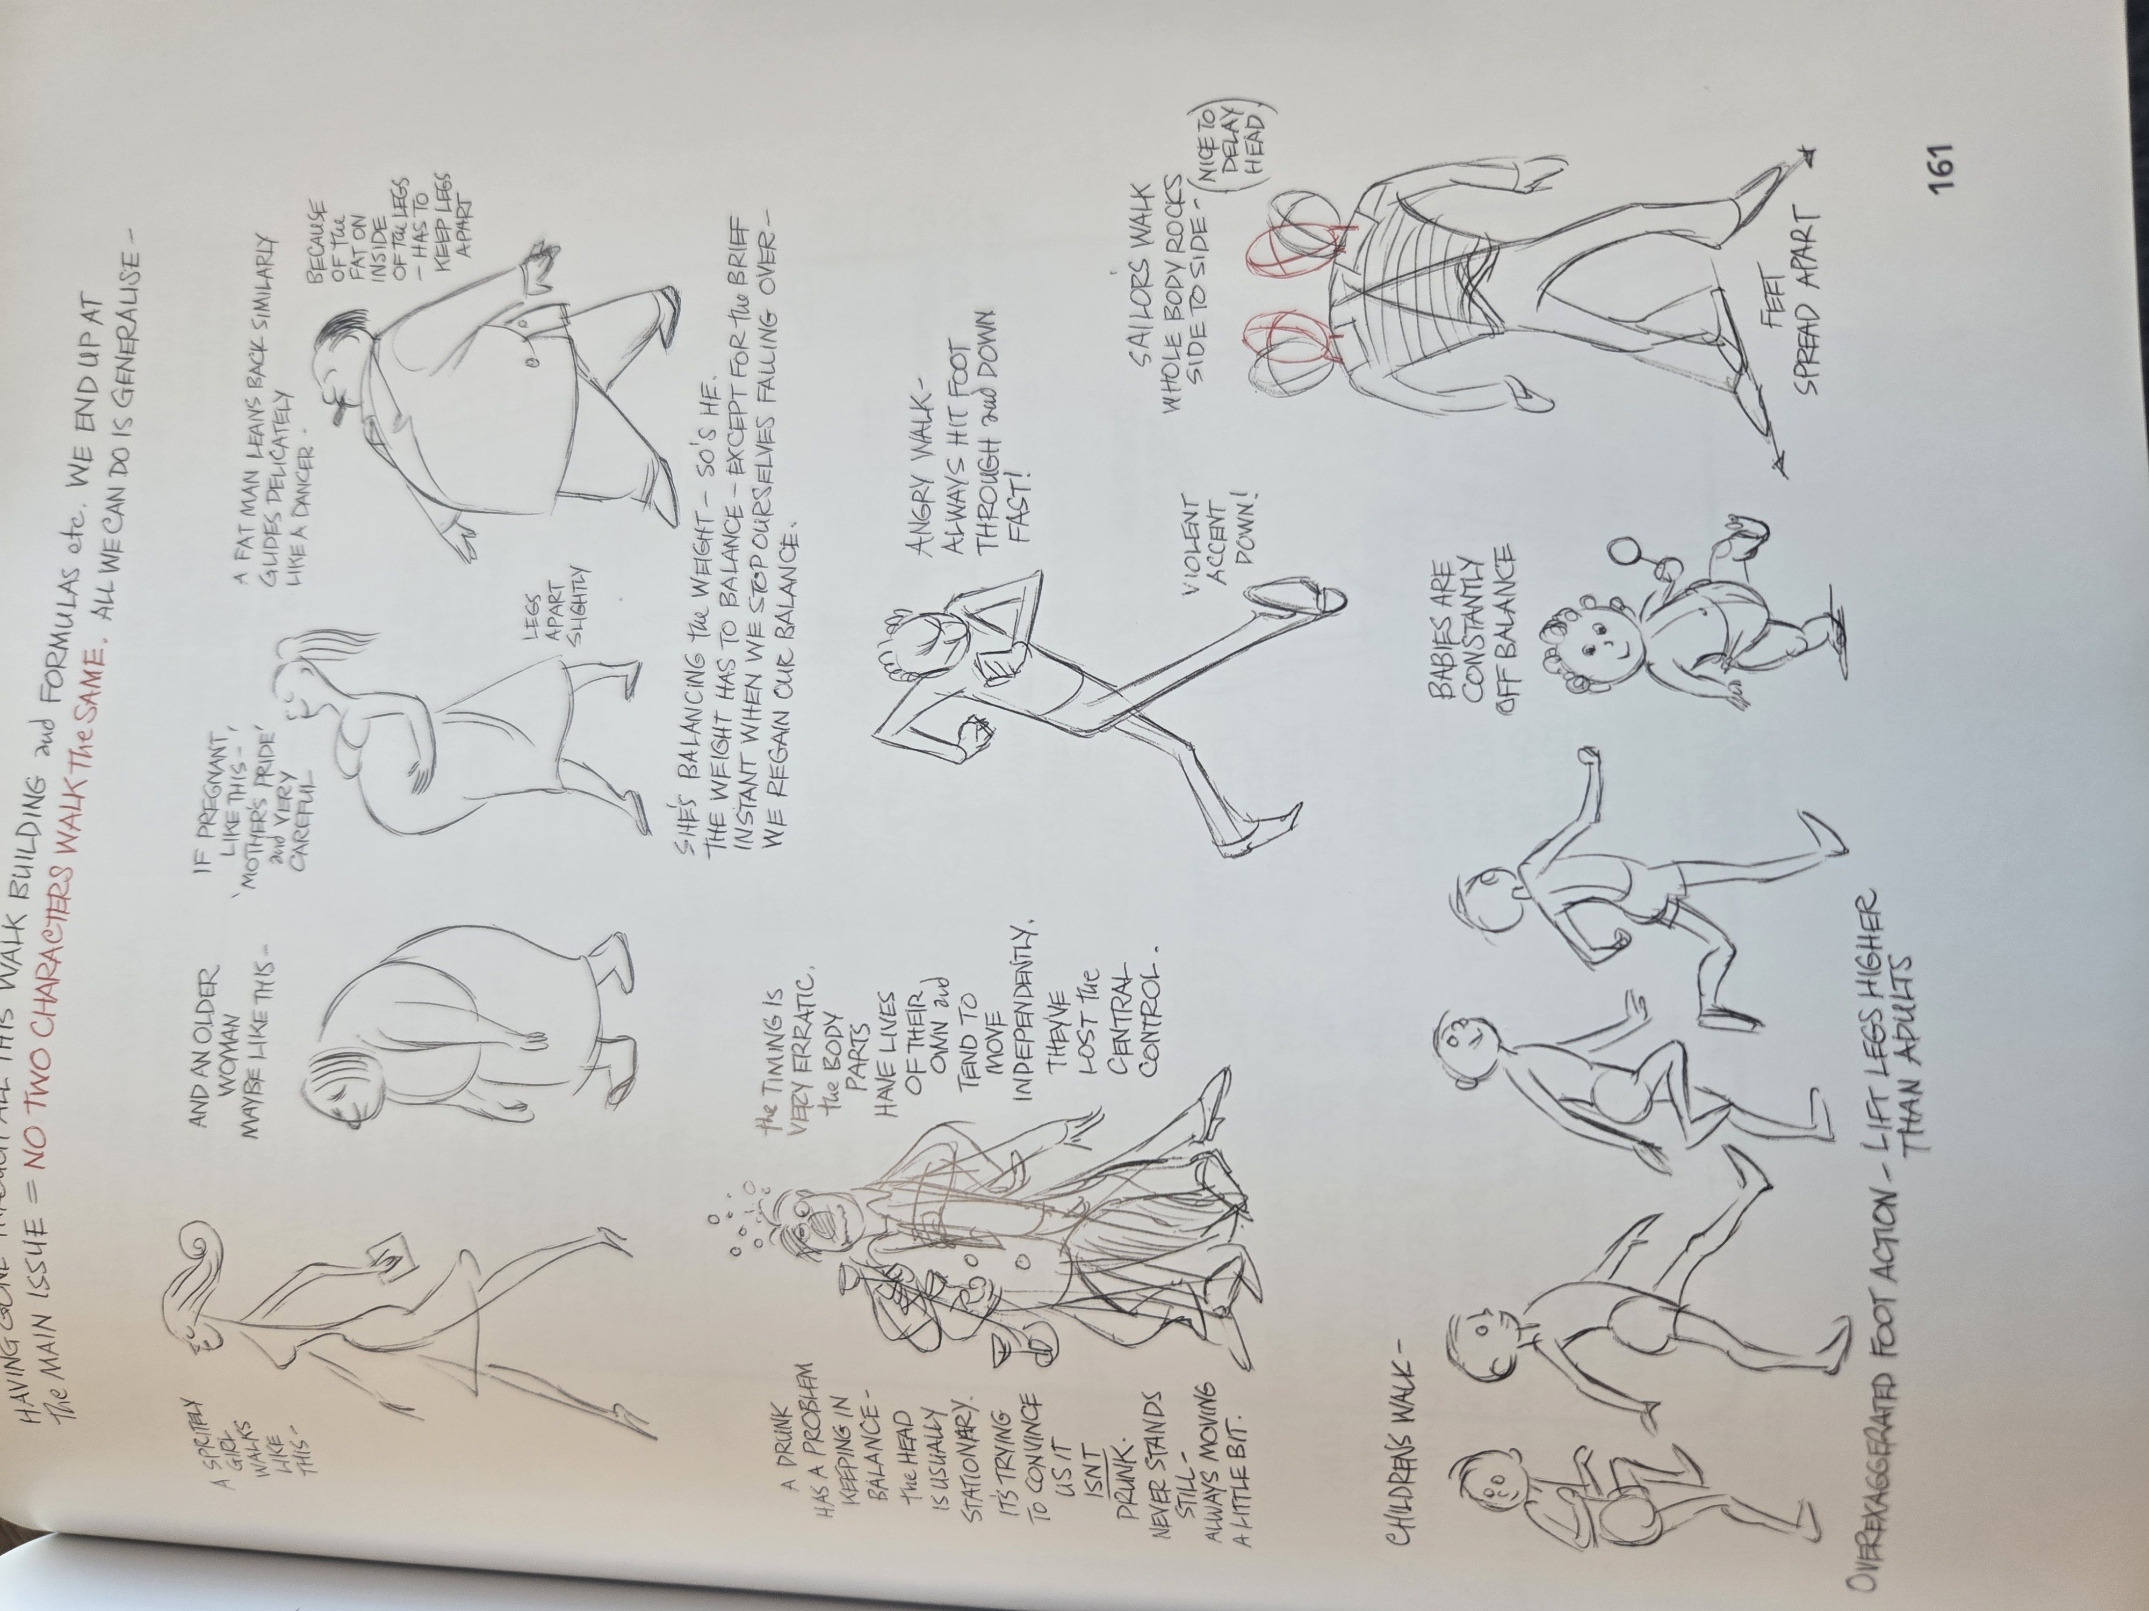 HAVING GONE THROUGH ALL THIS WALK BUILDING and FORMULAS etc. WE END UP AT
the MAIN ISSUE = NO TWO CHARACTERS WALK the SAME. ALL WE CAN DO IS GENERALISE –
A SPRITELY
GIRL
WALKS
LIKE
THIS –
AND AN OLDER
WOMAN
MAYBE LIKE THIS –
IF PREGNANT,
LIKE THIS –
'MOTHER'S PRIDE'
and VERY
CAREFUL
LEGS
APART
SLIGHTLY
A FAT MAN LEANS BACK SIMILARLY
GLIDES DELICATELY
LIKE A DANCER.
BECAUSE
OF the
FAT ON
INSIDE
OF the LEGS
– HAS TO
KEEP LEGS
APART
SHE'S BALANCING the WEIGHT – SO'S HE.
THE WEIGHT HAS TO BALANCE – EXCEPT FOR the BRIEF
INSTANT WHEN WE STOP OURSELVES FALLING OVER –
WE REGAIN OUR BALANCE.
A DRUNK
HAS A PROBLEM
KEEPING IN
BALANCE –
the HEAD
IS USUALLY
STATIONARY.
IT'S TRYING
TO CONVINCE
US IT
ISNT
DRUNK.
NEVER STANDS
STILL –
ALWAYS MOVING
A LITTLE BIT.
the TIMING IS
VERY ERRATIC.
the BODY
PARTS
HAVE LIVES
OF THEIR
OWN and
TEND TO
MOVE
INDEPENDENTLY.
THEY'VE
LOST the
CENTRAL
CONTROL.
ANGRY WALK –
ALWAYS HIT FOOT
THROUGH and DOWN
FAST!
VIOLENT
ACCENT
DOWN!
SAILORS WALK
WHOLE BODY ROCKS
SIDE TO SIDE –
(NICE TO
DELAY
HEAD.)
FEET
SPREAD APART
CHILDRENS WALK –
OVEREXAGGERATED FOOT ACTION – LIFT LEGS HIGHER
THAN ADULTS
BABIES ARE
CONSTANTLY
OFF BALANCE
161